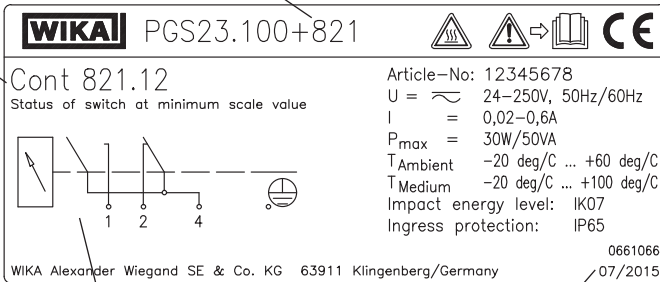 WIKA PGS23.100+821
CE
Cont 821.12
Status of switch at minimum scale value
1 2 4
Article-No: 12345678
U = 24-250V, 50Hz/60Hz
I = 0,02-0,6A
Pmax = 30W/50VA
TAmbient -20 deg/C ... +60 deg/C
TMedium -20 deg/C ... +100 deg/C
Impact energy level: IK07
Ingress protection: IP65
0661066
WIKA Alexander Wiegand SE & Co. KG 63911 Klingenberg/Germany 07/2015